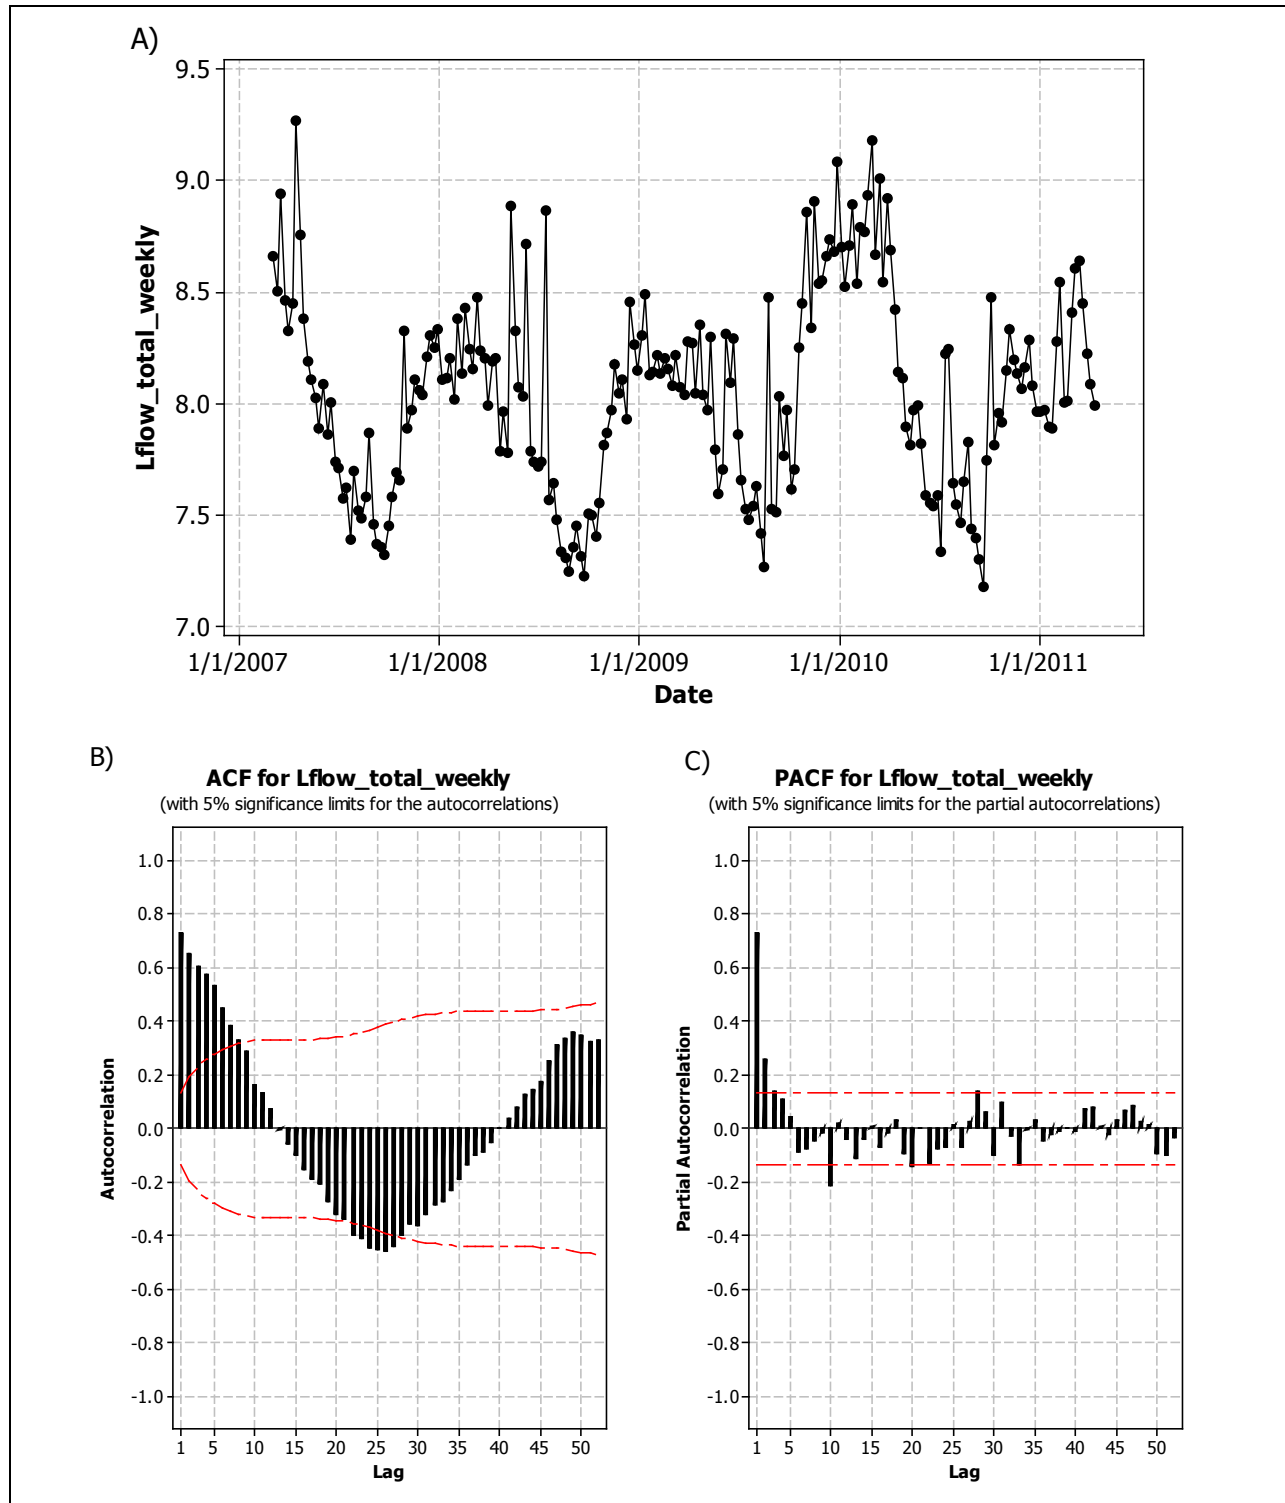 A)
9.5
9.0
8.5
8.0
7.5
7.0
Lflow_total_weekly
1/1/2007 1/1/2008 1/1/2009 1/1/2010 1/1/2011
Date
B)
ACF for Lflow_total_weekly
(with 5% significance limits for the autocorrelations)
1.0
0.8
0.6
0.4
0.2
0.0
-0.2
-0.4
-0.6
-0.8
-1.0
Autocorrelation
1 5 10 15 20 25 30 35 40 45 50
Lag
C)
PACF for Lflow_total_weekly
(with 5% significance limits for the partial autocorrelations)
1.0
0.8
0.6
0.4
0.2
0.0
-0.2
-0.4
-0.6
-0.8
-1.0
Partial Autocorrelation
1 5 10 15 20 25 30 35 40 45 50
Lag